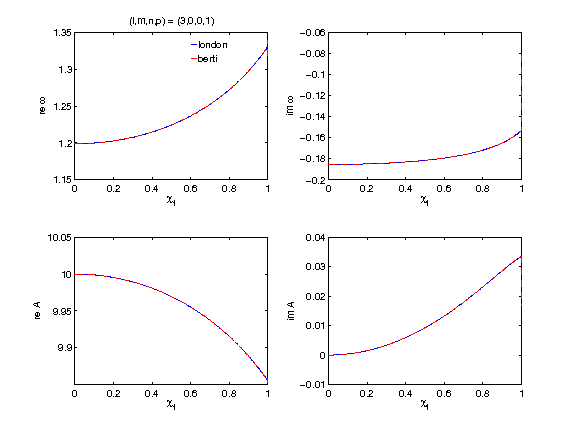 (l,m,n,p) = (3,0,0,1)
1.35
1.3
1.25
1.2
1.15
re ω
london
berti
0 0.2 0.4 0.6 0.8 1
χf
−0.06
−0.08
−0.1
−0.12
−0.14
−0.16
−0.18
−0.2
im ω
0 0.2 0.4 0.6 0.8 1
χf
10.05
10
9.95
9.9
re A
0 0.2 0.4 0.6 0.8 1
χf
0.04
0.03
0.02
0.01
0
−0.01
im A
0 0.2 0.4 0.6 0.8 1
χf